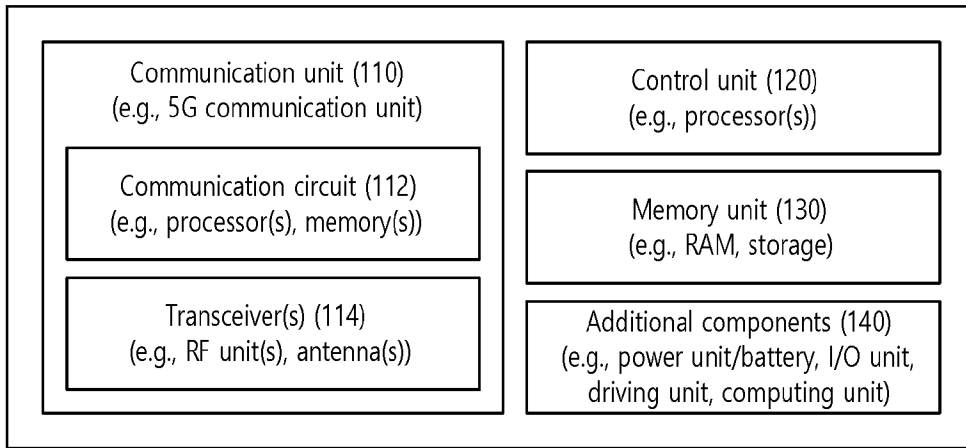 Communication unit (110)
(e.g., 5G communication unit)
Communication circuit (112)
(e.g., processor(s), memory(s))
Transceiver(s) (114)
(e.g., RF unit(s), antenna(s))
Control unit (120)
(e.g., processor(s))
Memory unit (130)
(e.g., RAM, storage)
Additional components (140)
(e.g., power unit/battery, I/O unit,
driving unit, computing unit)